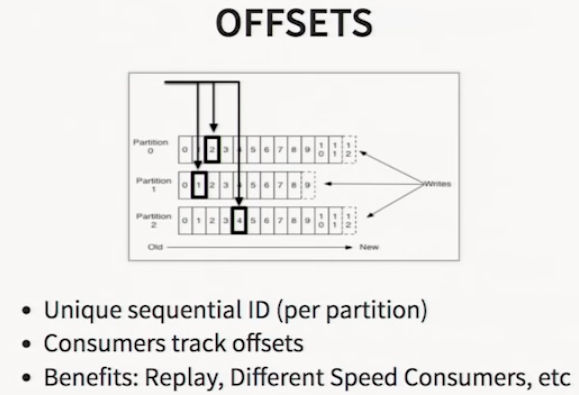 OFFSETS
Partition
0
0 1 2 3 4 5 6 7 8 9 10 11 12
Partition
1
0 1 2 3 4 5 6 7 8 9
Writes
Partition
2
0 1 2 3 4 5 6 7 8 9 10 11 12
Old New
• Unique sequential ID (per partition)
• Consumers track offsets
• Benefits: Replay, Different Speed Consumers, etc